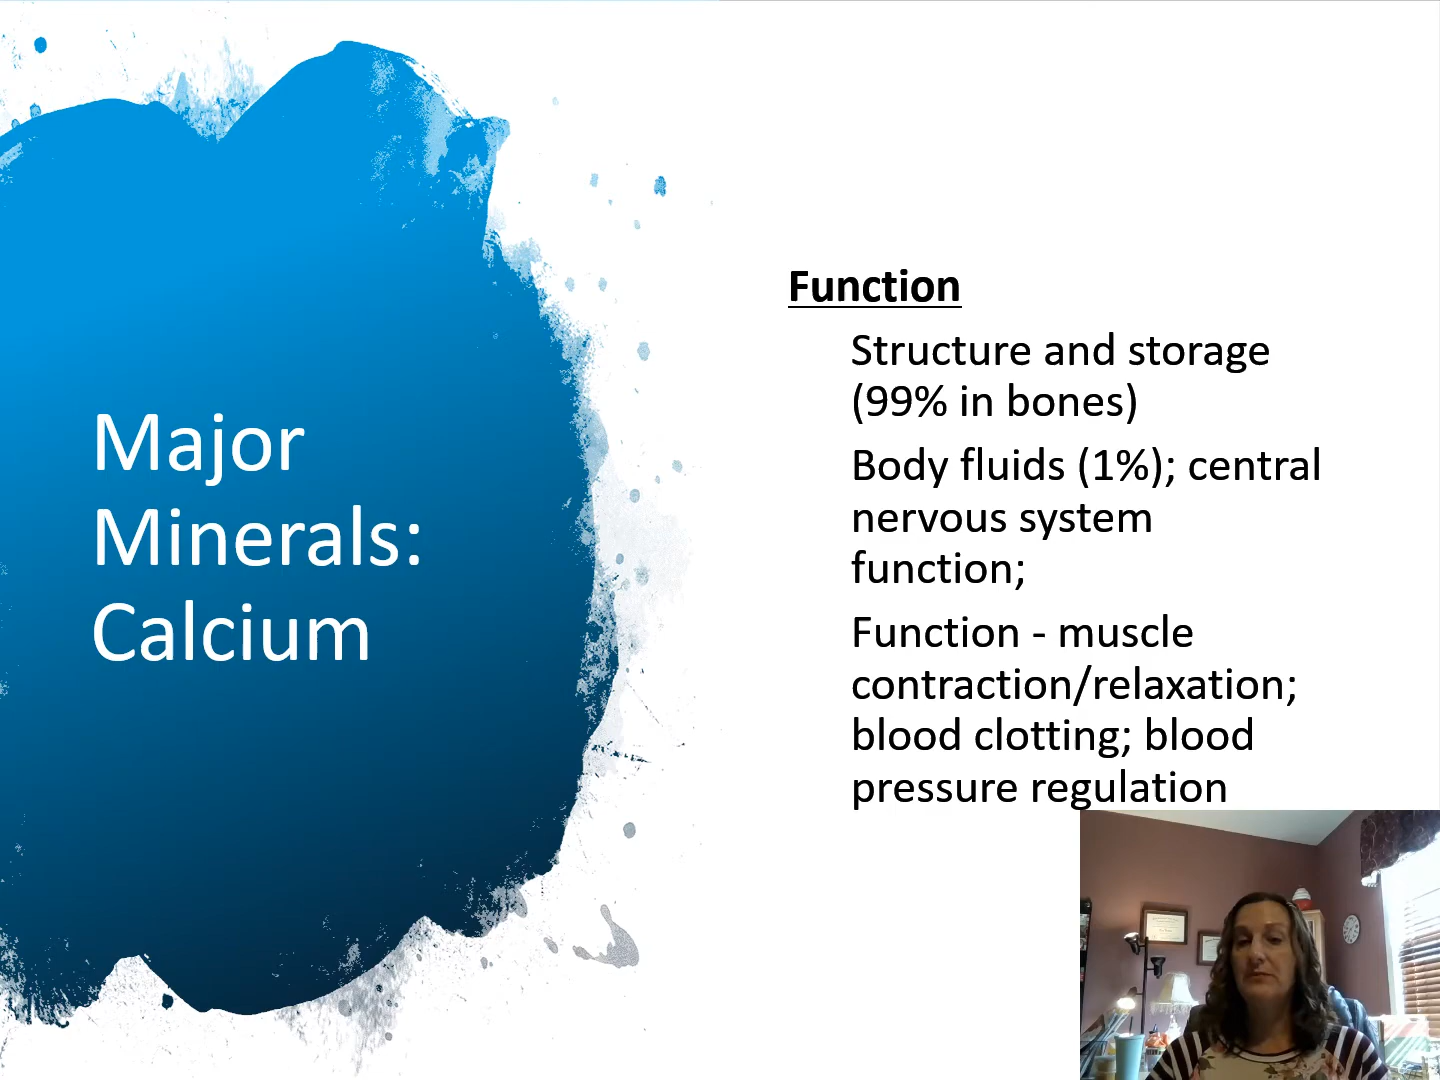 Major
Minerals:
Calcium
Function
Structure and storage
(99% in bones)
Body fluids (1%); central
nervous system
function;
Function - muscle
contraction/relaxation;
blood clotting; blood
pressure regulation